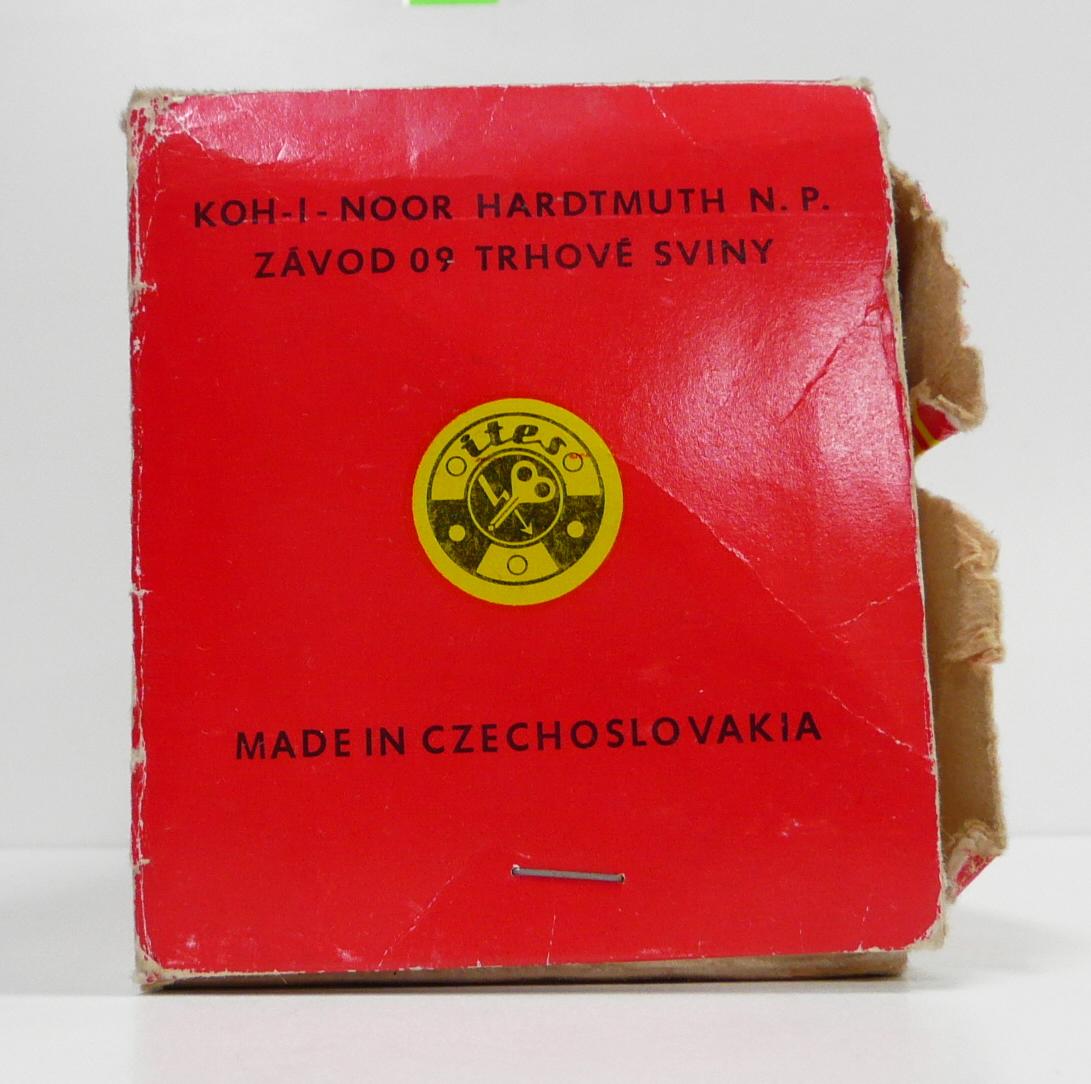 KOH-I-NOOR HARDTMUTH N. P.
ZÁVOD 09 TRHOVÉ SVINY
ites
MADE IN CZECHOSLOVAKIA